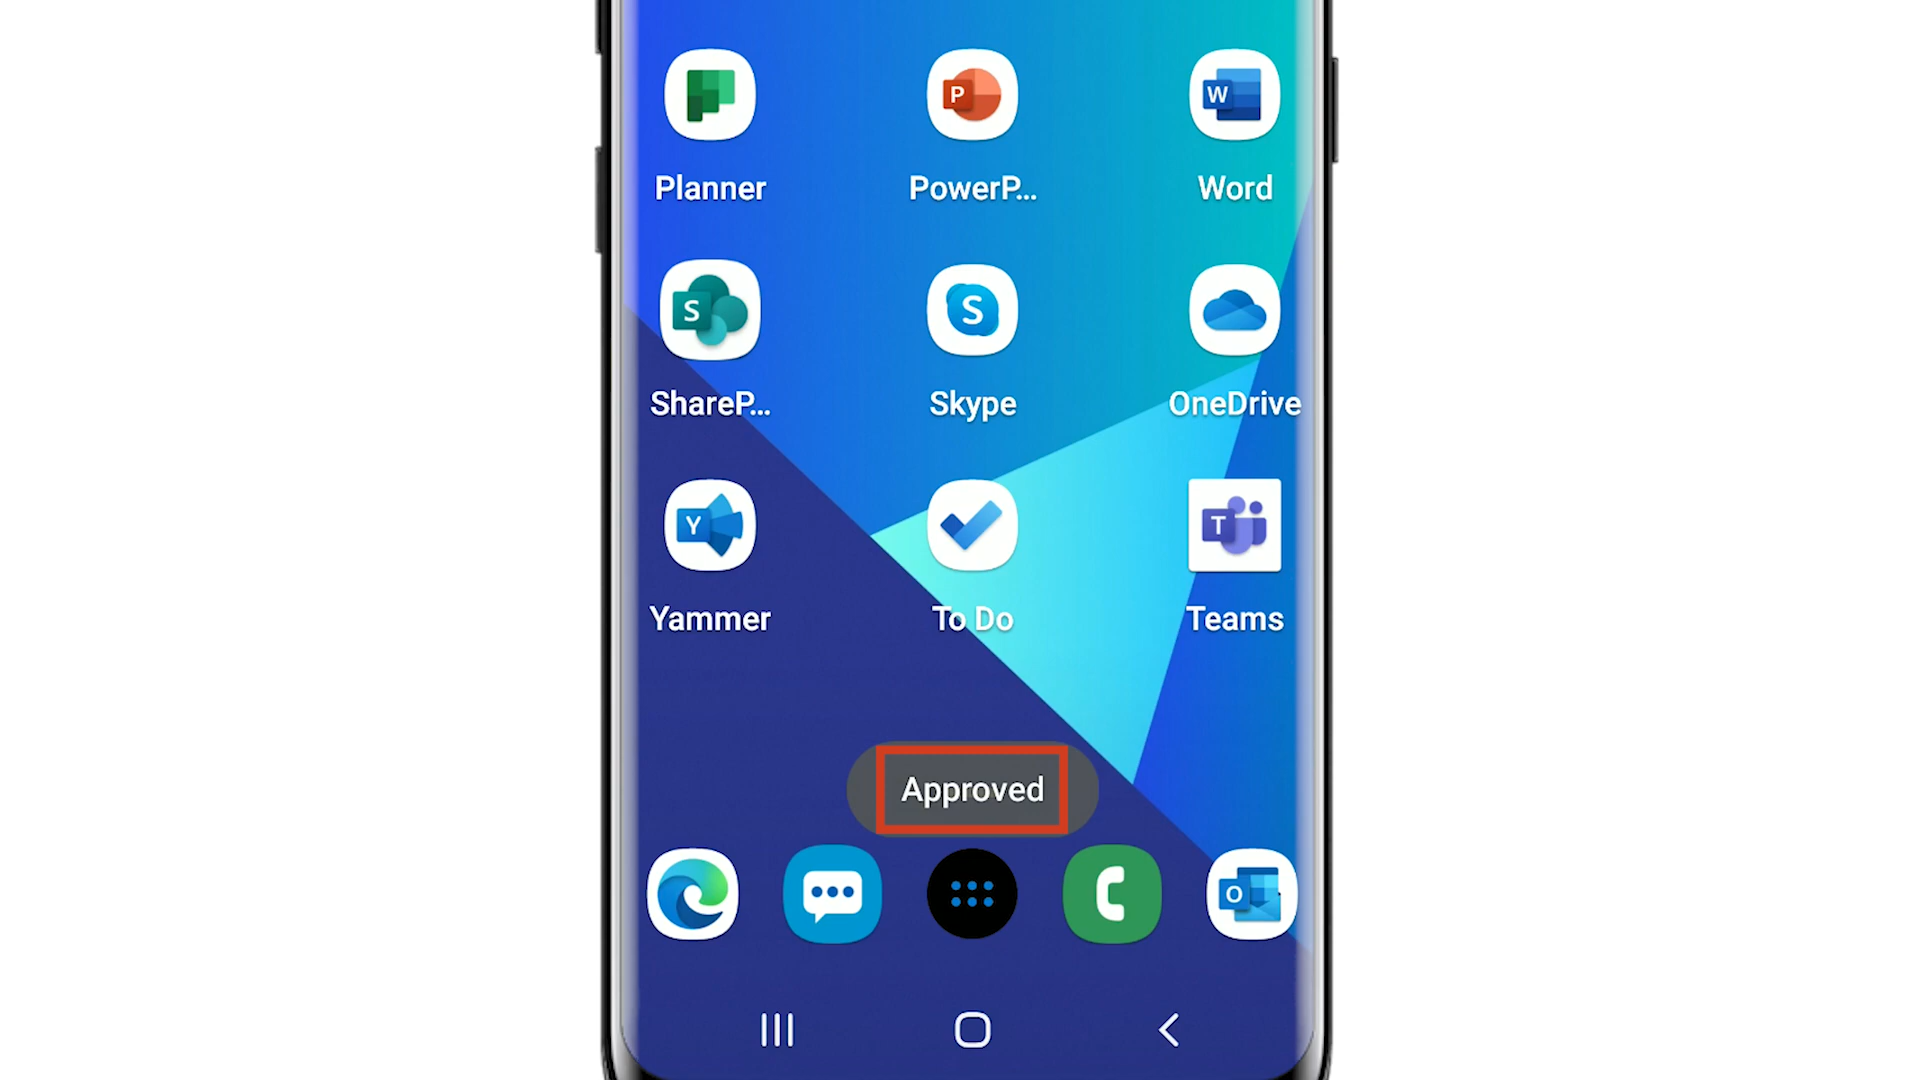 P
W
Planner
PowerP...
Word
S
S
ShareP...
Skype
OneDrive
Y
T
Yammer
To Do
Teams
Approved
O